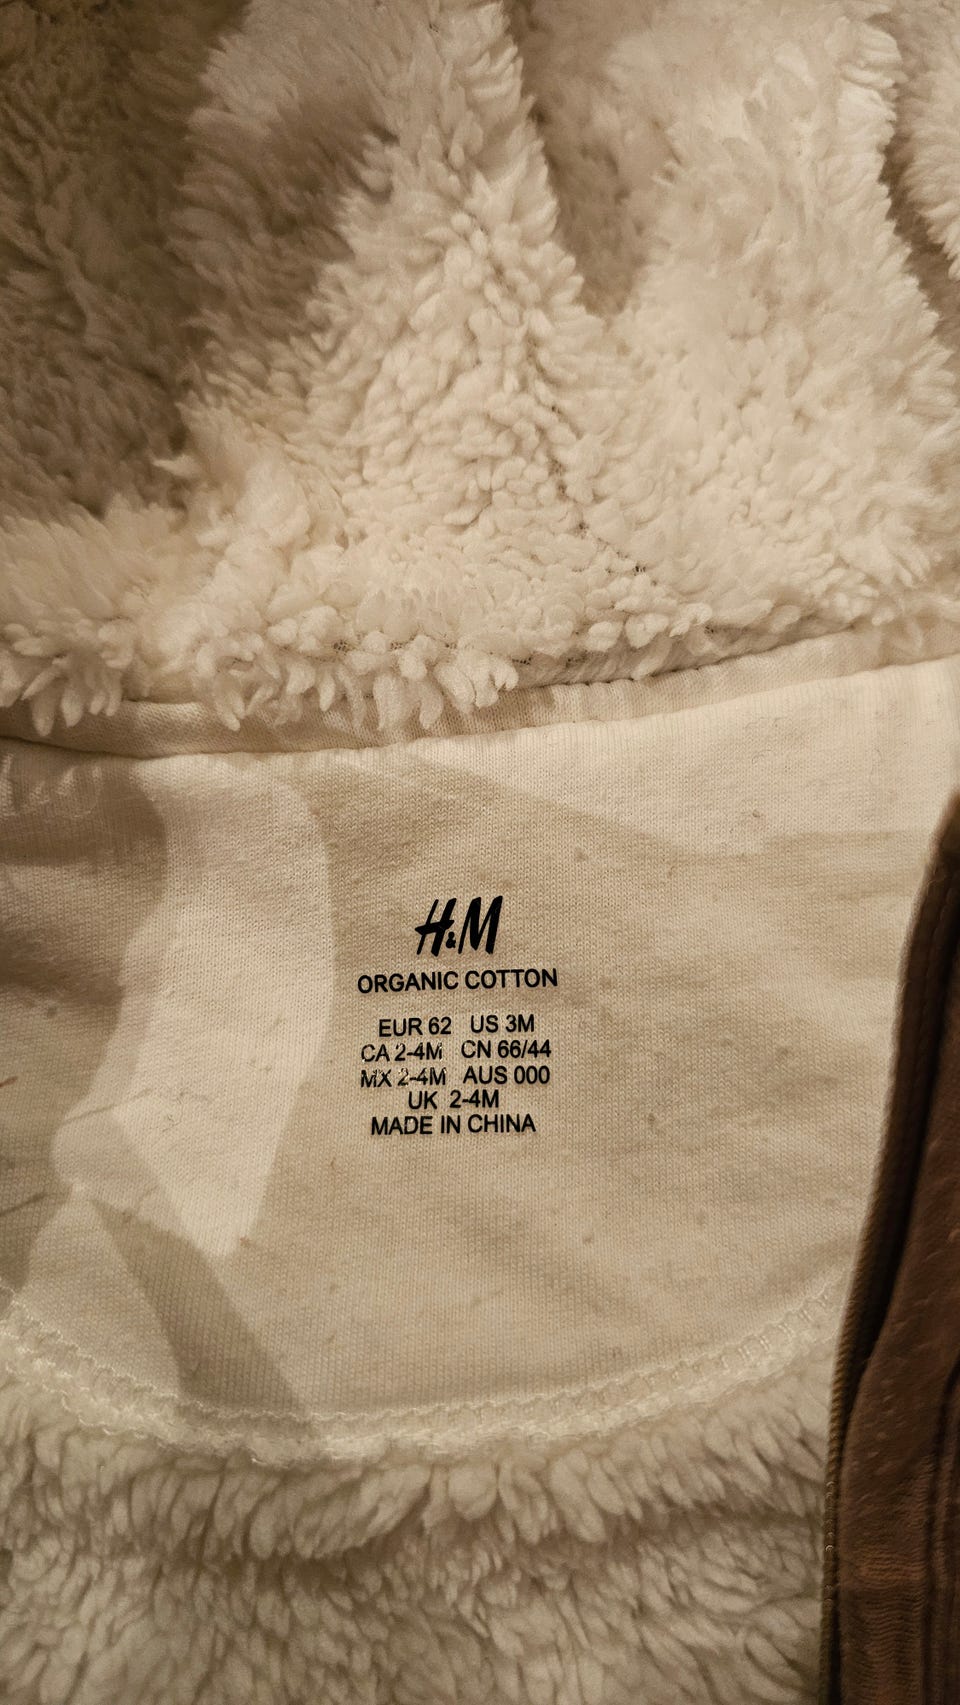 H&M
ORGANIC COTTON
EUR 62 US 3M
CA 2-4M CN 66/44
MX 2-4M AUS 000
UK 2-4M
MADE IN CHINA